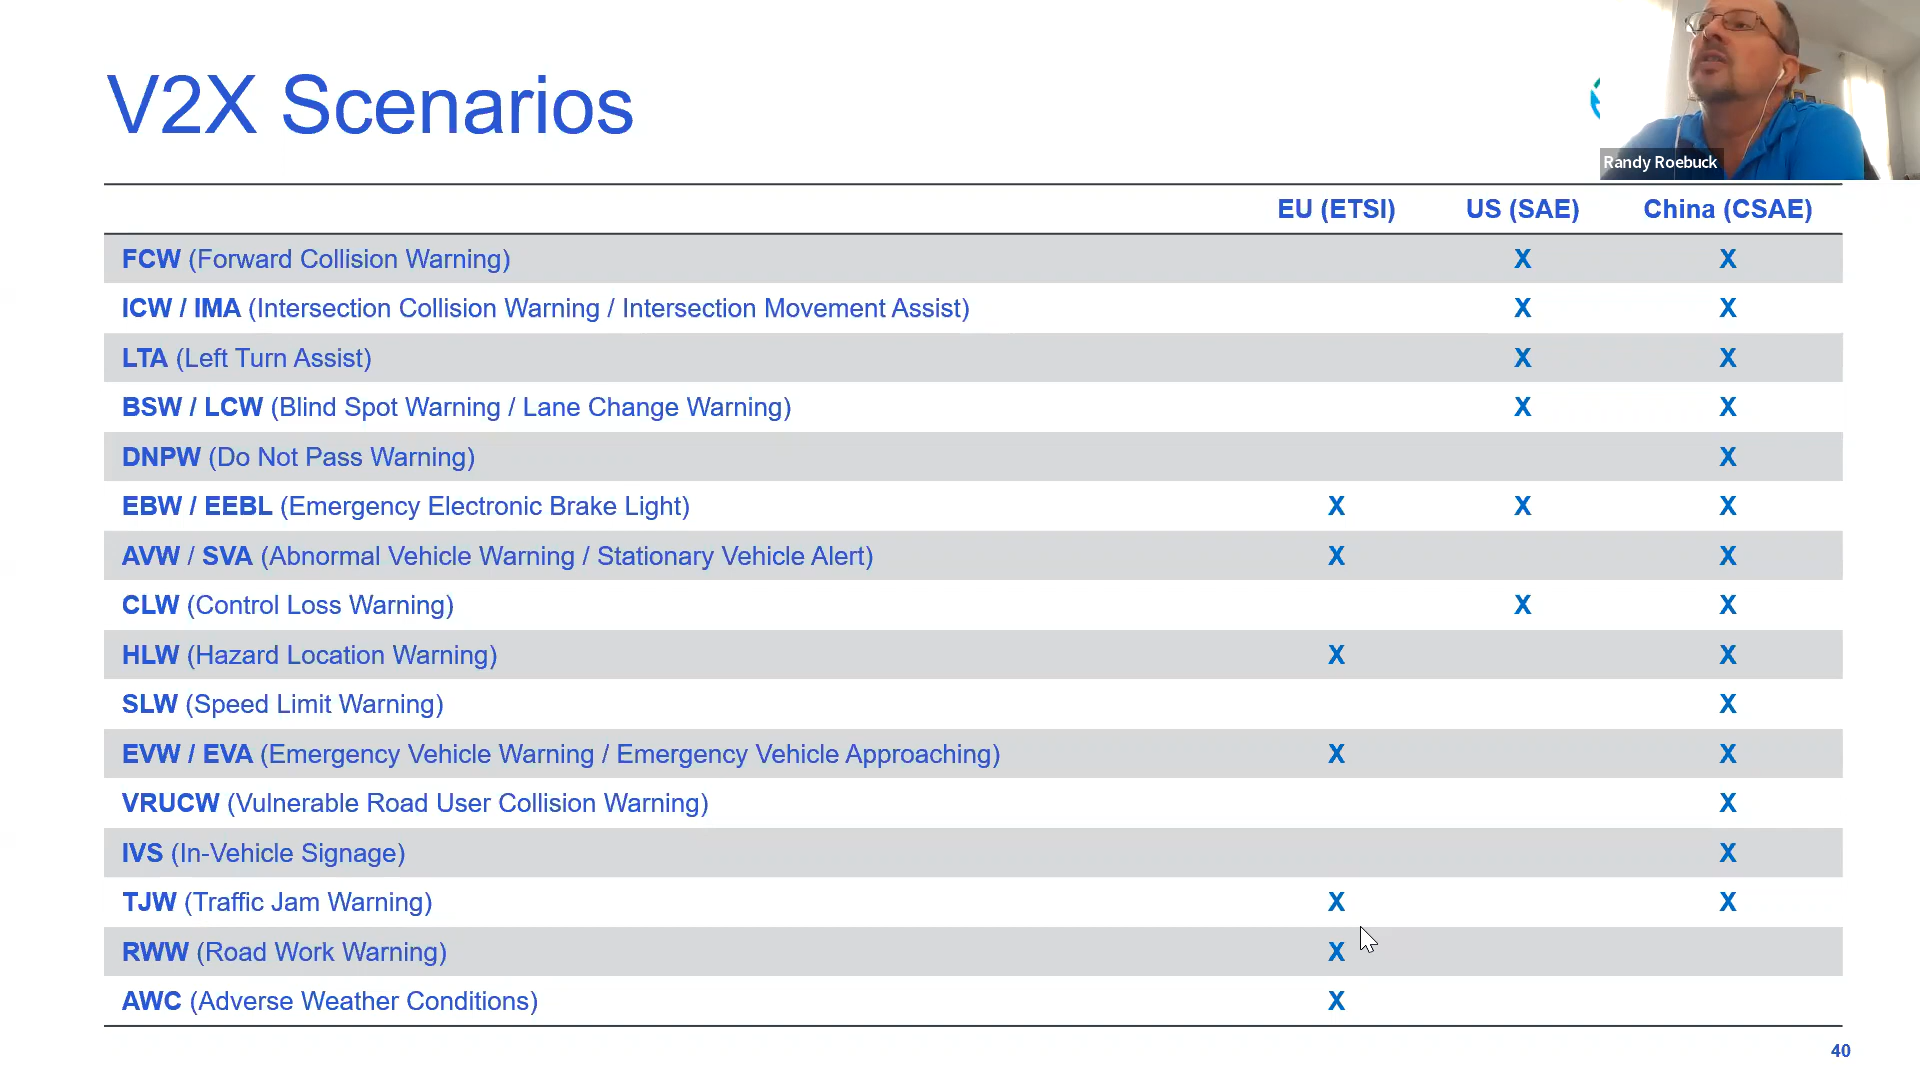 V2X Scenarios
Randy Roebuck
EU (ETSI) US (SAE) China (CSAE)
FCW (Forward Collision Warning) X X
ICW / IMA (Intersection Collision Warning / Intersection Movement Assist) X X
LTA (Left Turn Assist) X X
BSW / LCW (Blind Spot Warning / Lane Change Warning) X X
DNPW (Do Not Pass Warning) X
EBW / EEBL (Emergency Electronic Brake Light) X X X
AVW / SVA (Abnormal Vehicle Warning / Stationary Vehicle Alert) X X
CLW (Control Loss Warning) X X
HLW (Hazard Location Warning) X X
SLW (Speed Limit Warning) X
EVW / EVA (Emergency Vehicle Warning / Emergency Vehicle Approaching) X X
VRUCW (Vulnerable Road User Collision Warning) X
IVS (In-Vehicle Signage) X
TJW (Traffic Jam Warning) X X
RWW (Road Work Warning) X
AWC (Adverse Weather Conditions) X
40